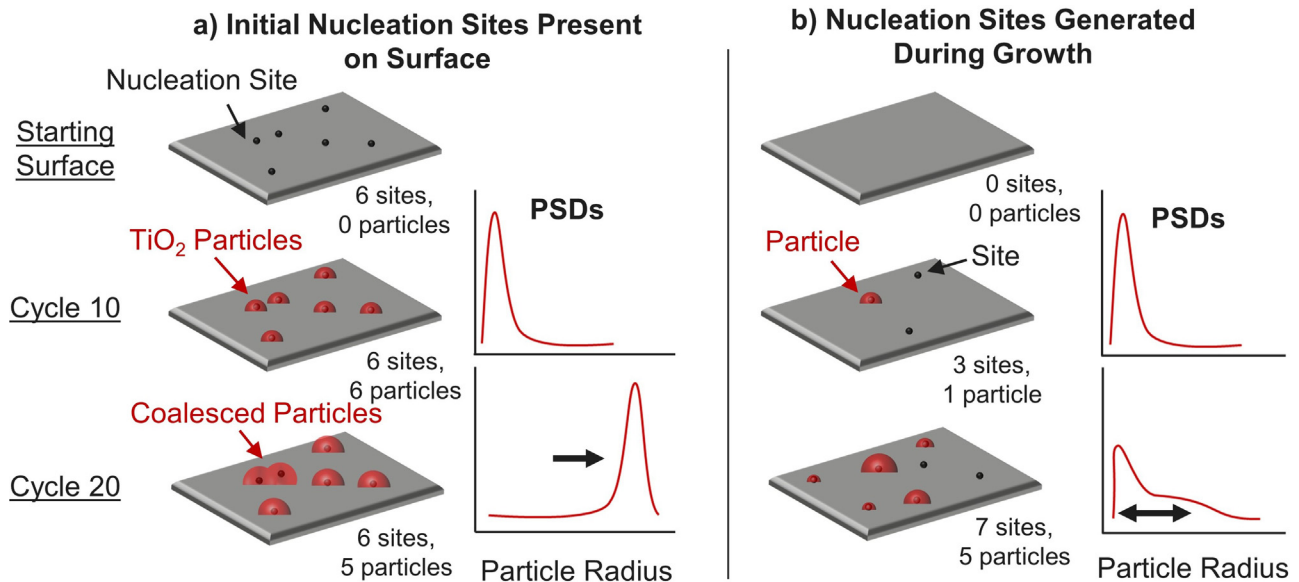 a) Initial Nucleation Sites Present
on Surface
Nucleation Site
Starting
Surface
6 sites,
0 particles
PSDs
TiO₂ Particles
Cycle 10
6 sites,
6 particles
Coalesced Particles
Cycle 20
6 sites,
5 particles
Particle Radius
b) Nucleation Sites Generated
During Growth
0 sites,
0 particles
PSDs
Particle
Site
3 sites,
1 particle
7 sites,
5 particles
Particle Radius